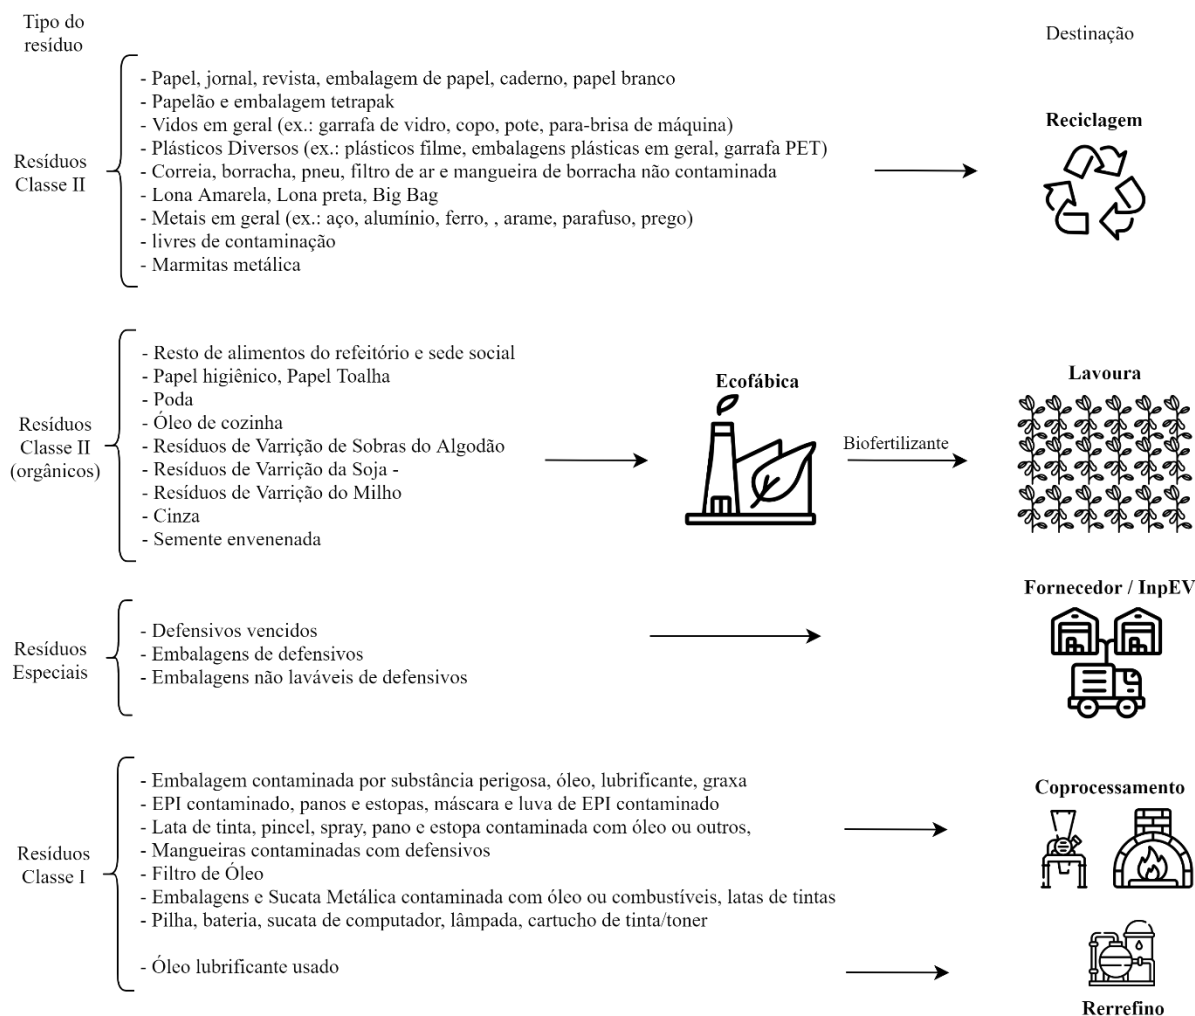 Tipo do
resíduo
Destinação
Resíduos
Classe II
- Papel, jornal, revista, embalagem de papel, caderno, papel branco
- Papelão e embalagem tetrapak
- Vidos em geral (ex.: garrafa de vidro, copo, pote, para-brisa de máquina)
- Plásticos Diversos (ex.: plásticos filme, embalagens plásticas em geral, garrafa PET)
- Correia, borracha, pneu, filtro de ar e mangueira de borracha não contaminada
- Lona Amarela, Lona preta, Big Bag
- Metais em geral (ex.: aço, alumínio, ferro, , arame, parafuso, prego)
- livres de contaminação
- Marmitas metálica
Reciclagem
Resíduos
Classe II
(orgânicos)
- Resto de alimentos do refeitório e sede social
- Papel higiênico, Papel Toalha
- Poda
- Óleo de cozinha
- Resíduos de Varrição de Sobras do Algodão
- Resíduos de Varrição da Soja -
- Resíduos de Varrição do Milho
- Cinza
- Semente envenenada
Ecofábica
Biofertilizante
Lavoura
Resíduos
Especiais
- Defensivos vencidos
- Embalagens de defensivos
- Embalagens não laváveis de defensivos
Fornecedor / InpEV
Resíduos
Classe I
- Embalagem contaminada por substância perigosa, óleo, lubrificante, graxa
- EPI contaminado, panos e estopas, máscara e luva de EPI contaminado
- Lata de tinta, pincel, spray, pano e estopa contaminada com óleo ou outros,
- Mangueiras contaminadas com defensivos
- Filtro de Óleo
- Embalagens e Sucata Metálica contaminada com óleo ou combustíveis, latas de tintas
- Pilha, bateria, sucata de computador, lâmpada, cartucho de tinta/toner
- Óleo lubrificante usado
Coprocessamento
Rerrefino